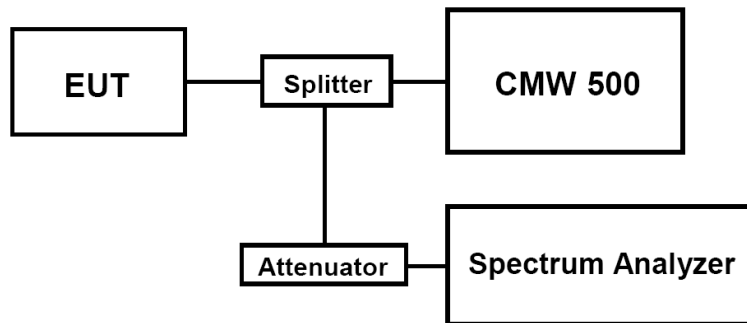 EUT
Splitter
CMW 500
Attenuator
Spectrum Analyzer